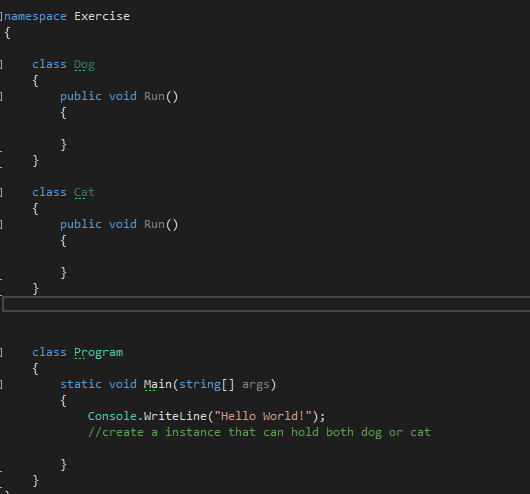 namespace Exercise
{
class Dog
{
public void Run()
{
}
}
class Cat
{
public void Run()
{
}
}
class Program
{
static void Main(string[] args)
{
Console.WriteLine("Hello World!");
//create a instance that can hold both dog or cat
}
}
}